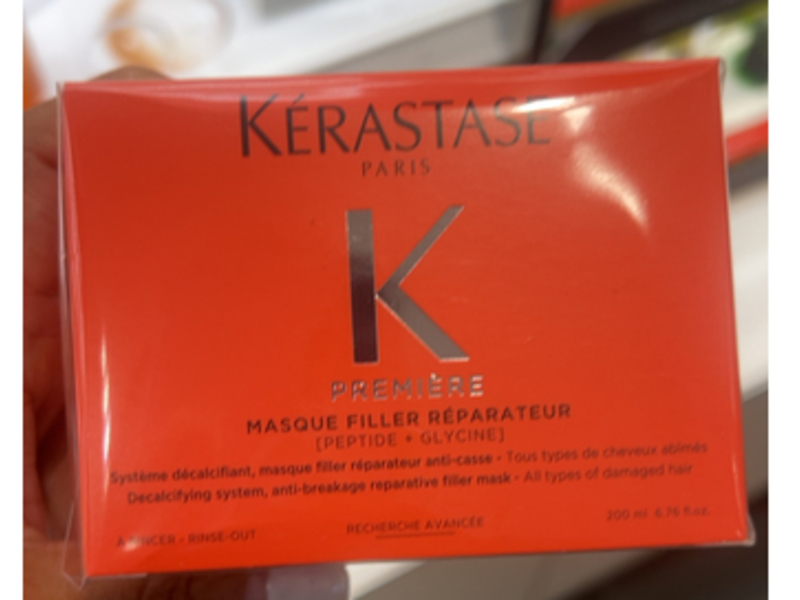 KÉRASTASE
PARIS
K
PREMIÈRE
MASQUE FILLER RÉPARATEUR
[PEPTIDE + GLYCINE]
Système décalcifiant, masque filler réparateur anti-casse - Tous types de cheveux abîmés
Decalcifying system, anti-breakage reparative filler mask - All types of damaged hair
À RINCER - RINSE-OUT
RECHERCHE AVANCÉE
200 ml 6.76 fl.oz.